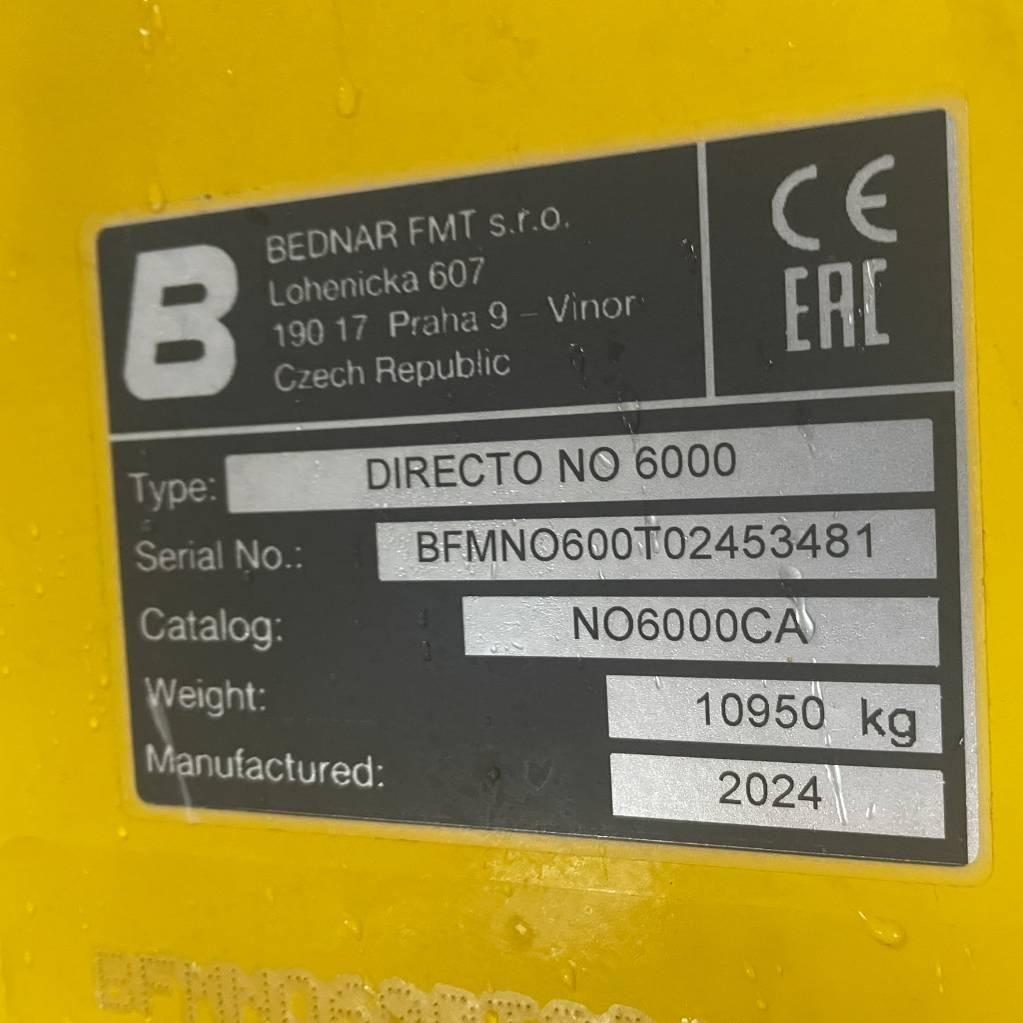 B
BEDNAR FMT s.r.o.
Lohenicka 607
190 17 Praha 9 – Vinor
Czech Republic
CE
EAC
Type: DIRECTO NO 6000
Serial No.: BFMNO600T02453481
Catalog: NO6000CA
Weight: 10950 kg
Manufactured: 2024